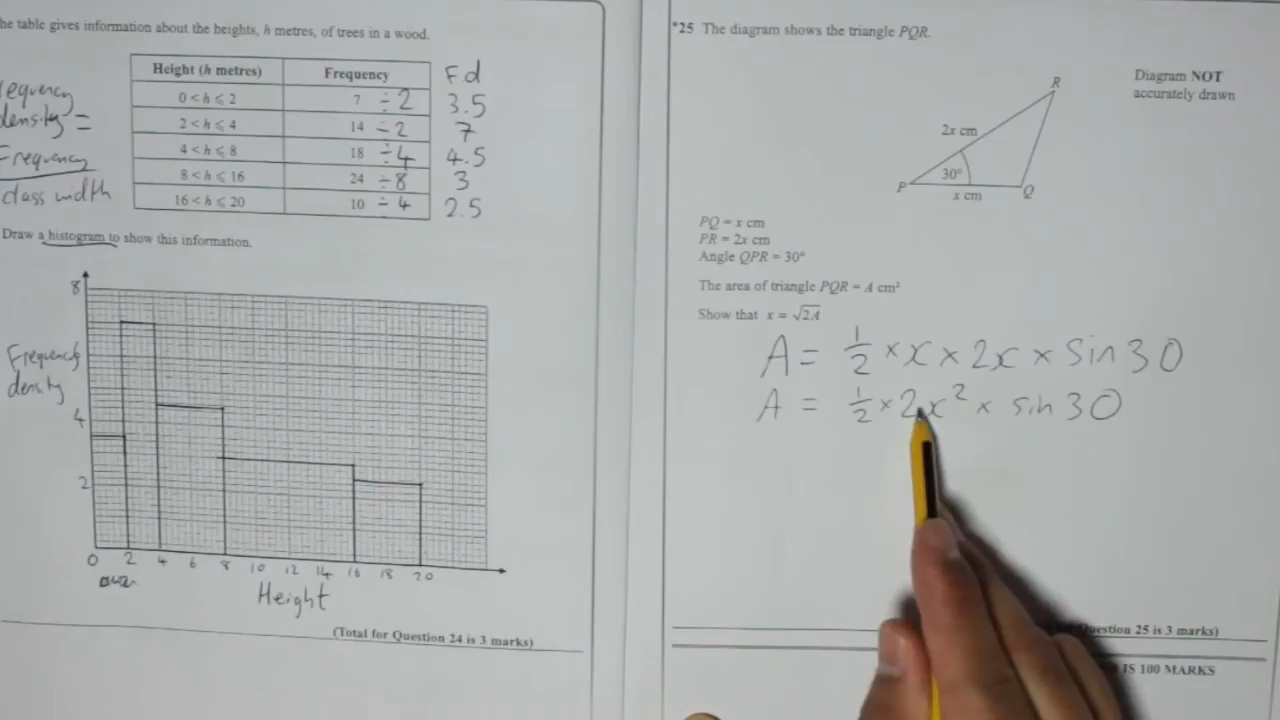 he table gives information about the heights, h metres, of trees in a wood.
Height (h metres) Frequency Fd
0 < h ⩽ 2 7 ÷2 3.5
2 < h ⩽ 4 14 ÷2 7
4 < h ⩽ 8 18 ÷4 4.5
8 < h ⩽ 16 24 ÷8 3
16 < h ⩽ 20 10 ÷4 2.5
requency
density =
Frequency
class width
Draw a histogram to show this information.
8
Frequency
density
4
2
0 2 4 6 8 10 12 14 16 18 20
Height
(Total for Question 24 is 3 marks)
*25 The diagram shows the triangle PQR.
Diagram NOT
accurately drawn
R
2x cm
30°
P
x cm
Q
PQ = x cm
PR = 2x cm
Angle QPR = 30°
The area of triangle PQR = A cm²
Show that x = √2A
A = 1/2 × x × 2x × Sin 30
A = 1/2 × 2x² × sin 30
Question 25 is 3 marks)
IS 100 MARKS